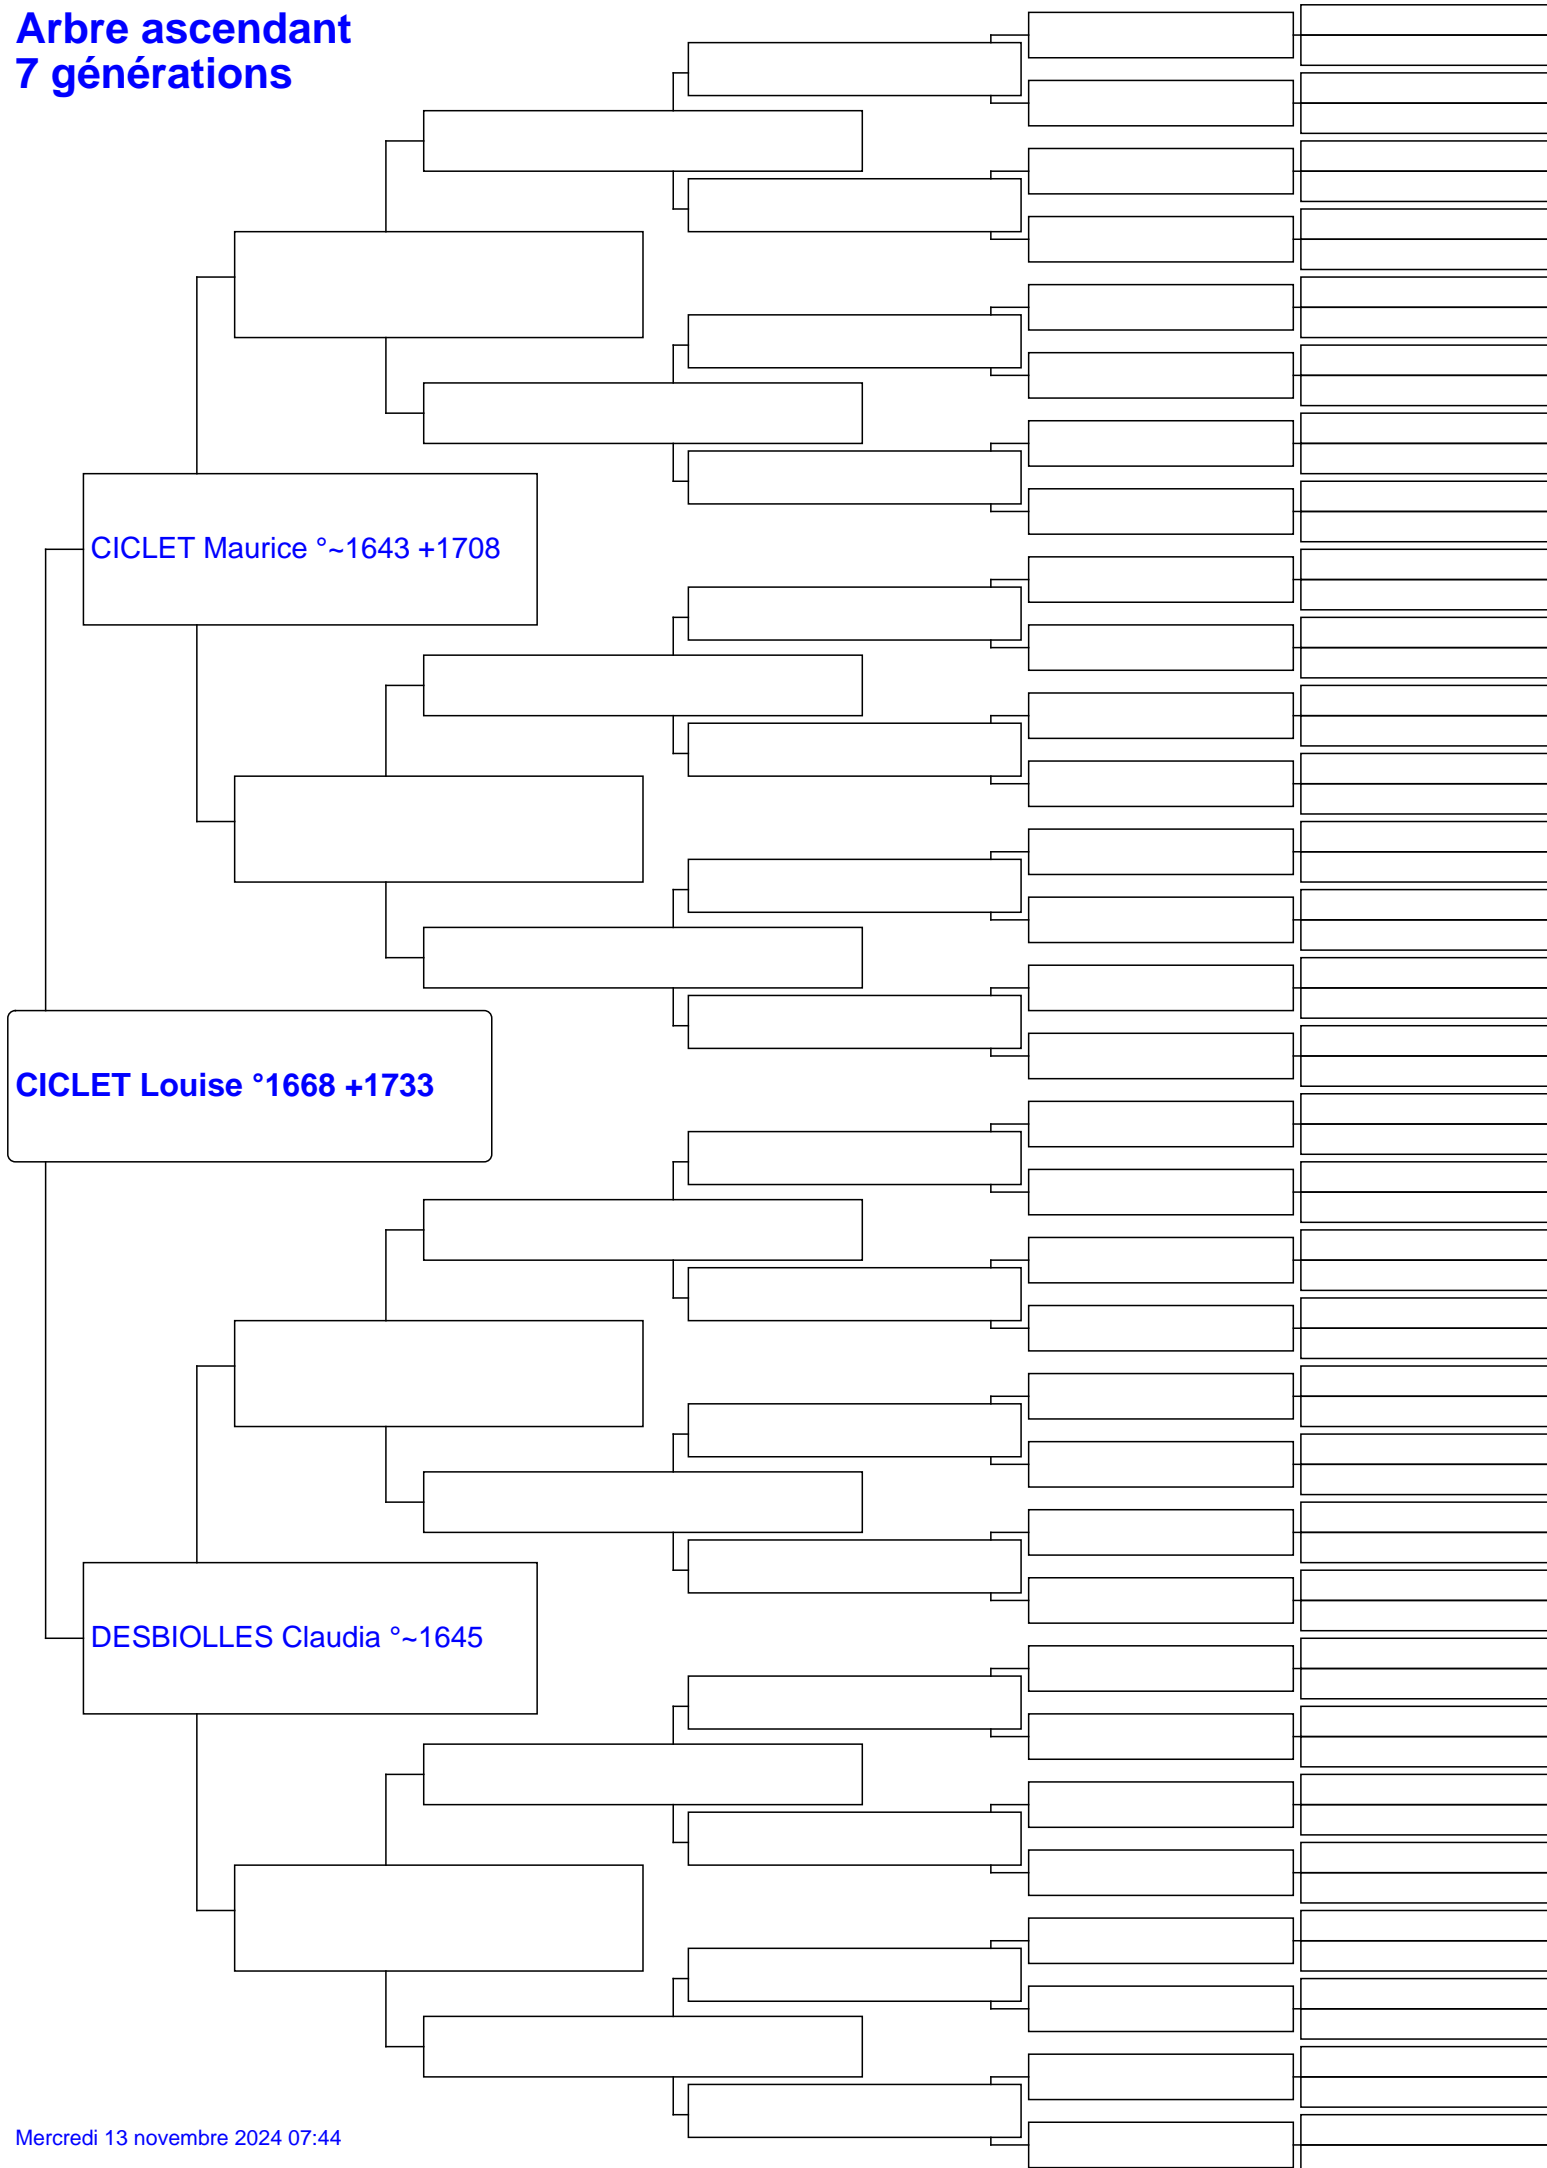 Arbre ascendant
7 générations
CICLET Maurice °~1643 +1708
CICLET Louise °1668 +1733
DESBIOLLES Claudia °~1645
Mercredi 13 novembre 2024 07:44